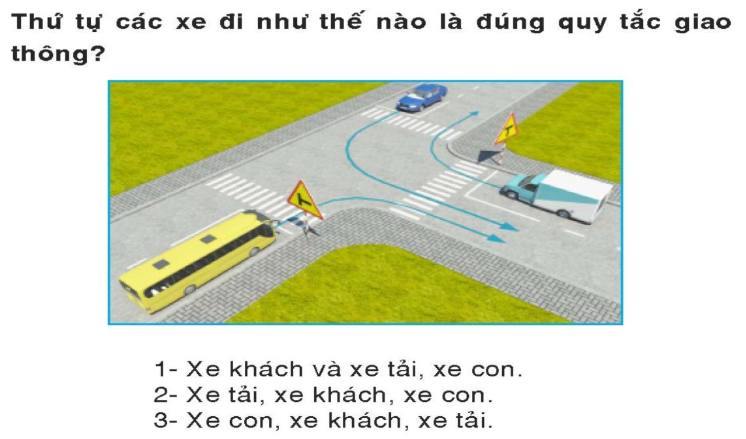 Thứ tự các xe đi như thế nào là đúng quy tắc giao
thông?
1- Xe khách và xe tải, xe con.
2- Xe tải, xe khách, xe con.
3- Xe con, xe khách, xe tải.